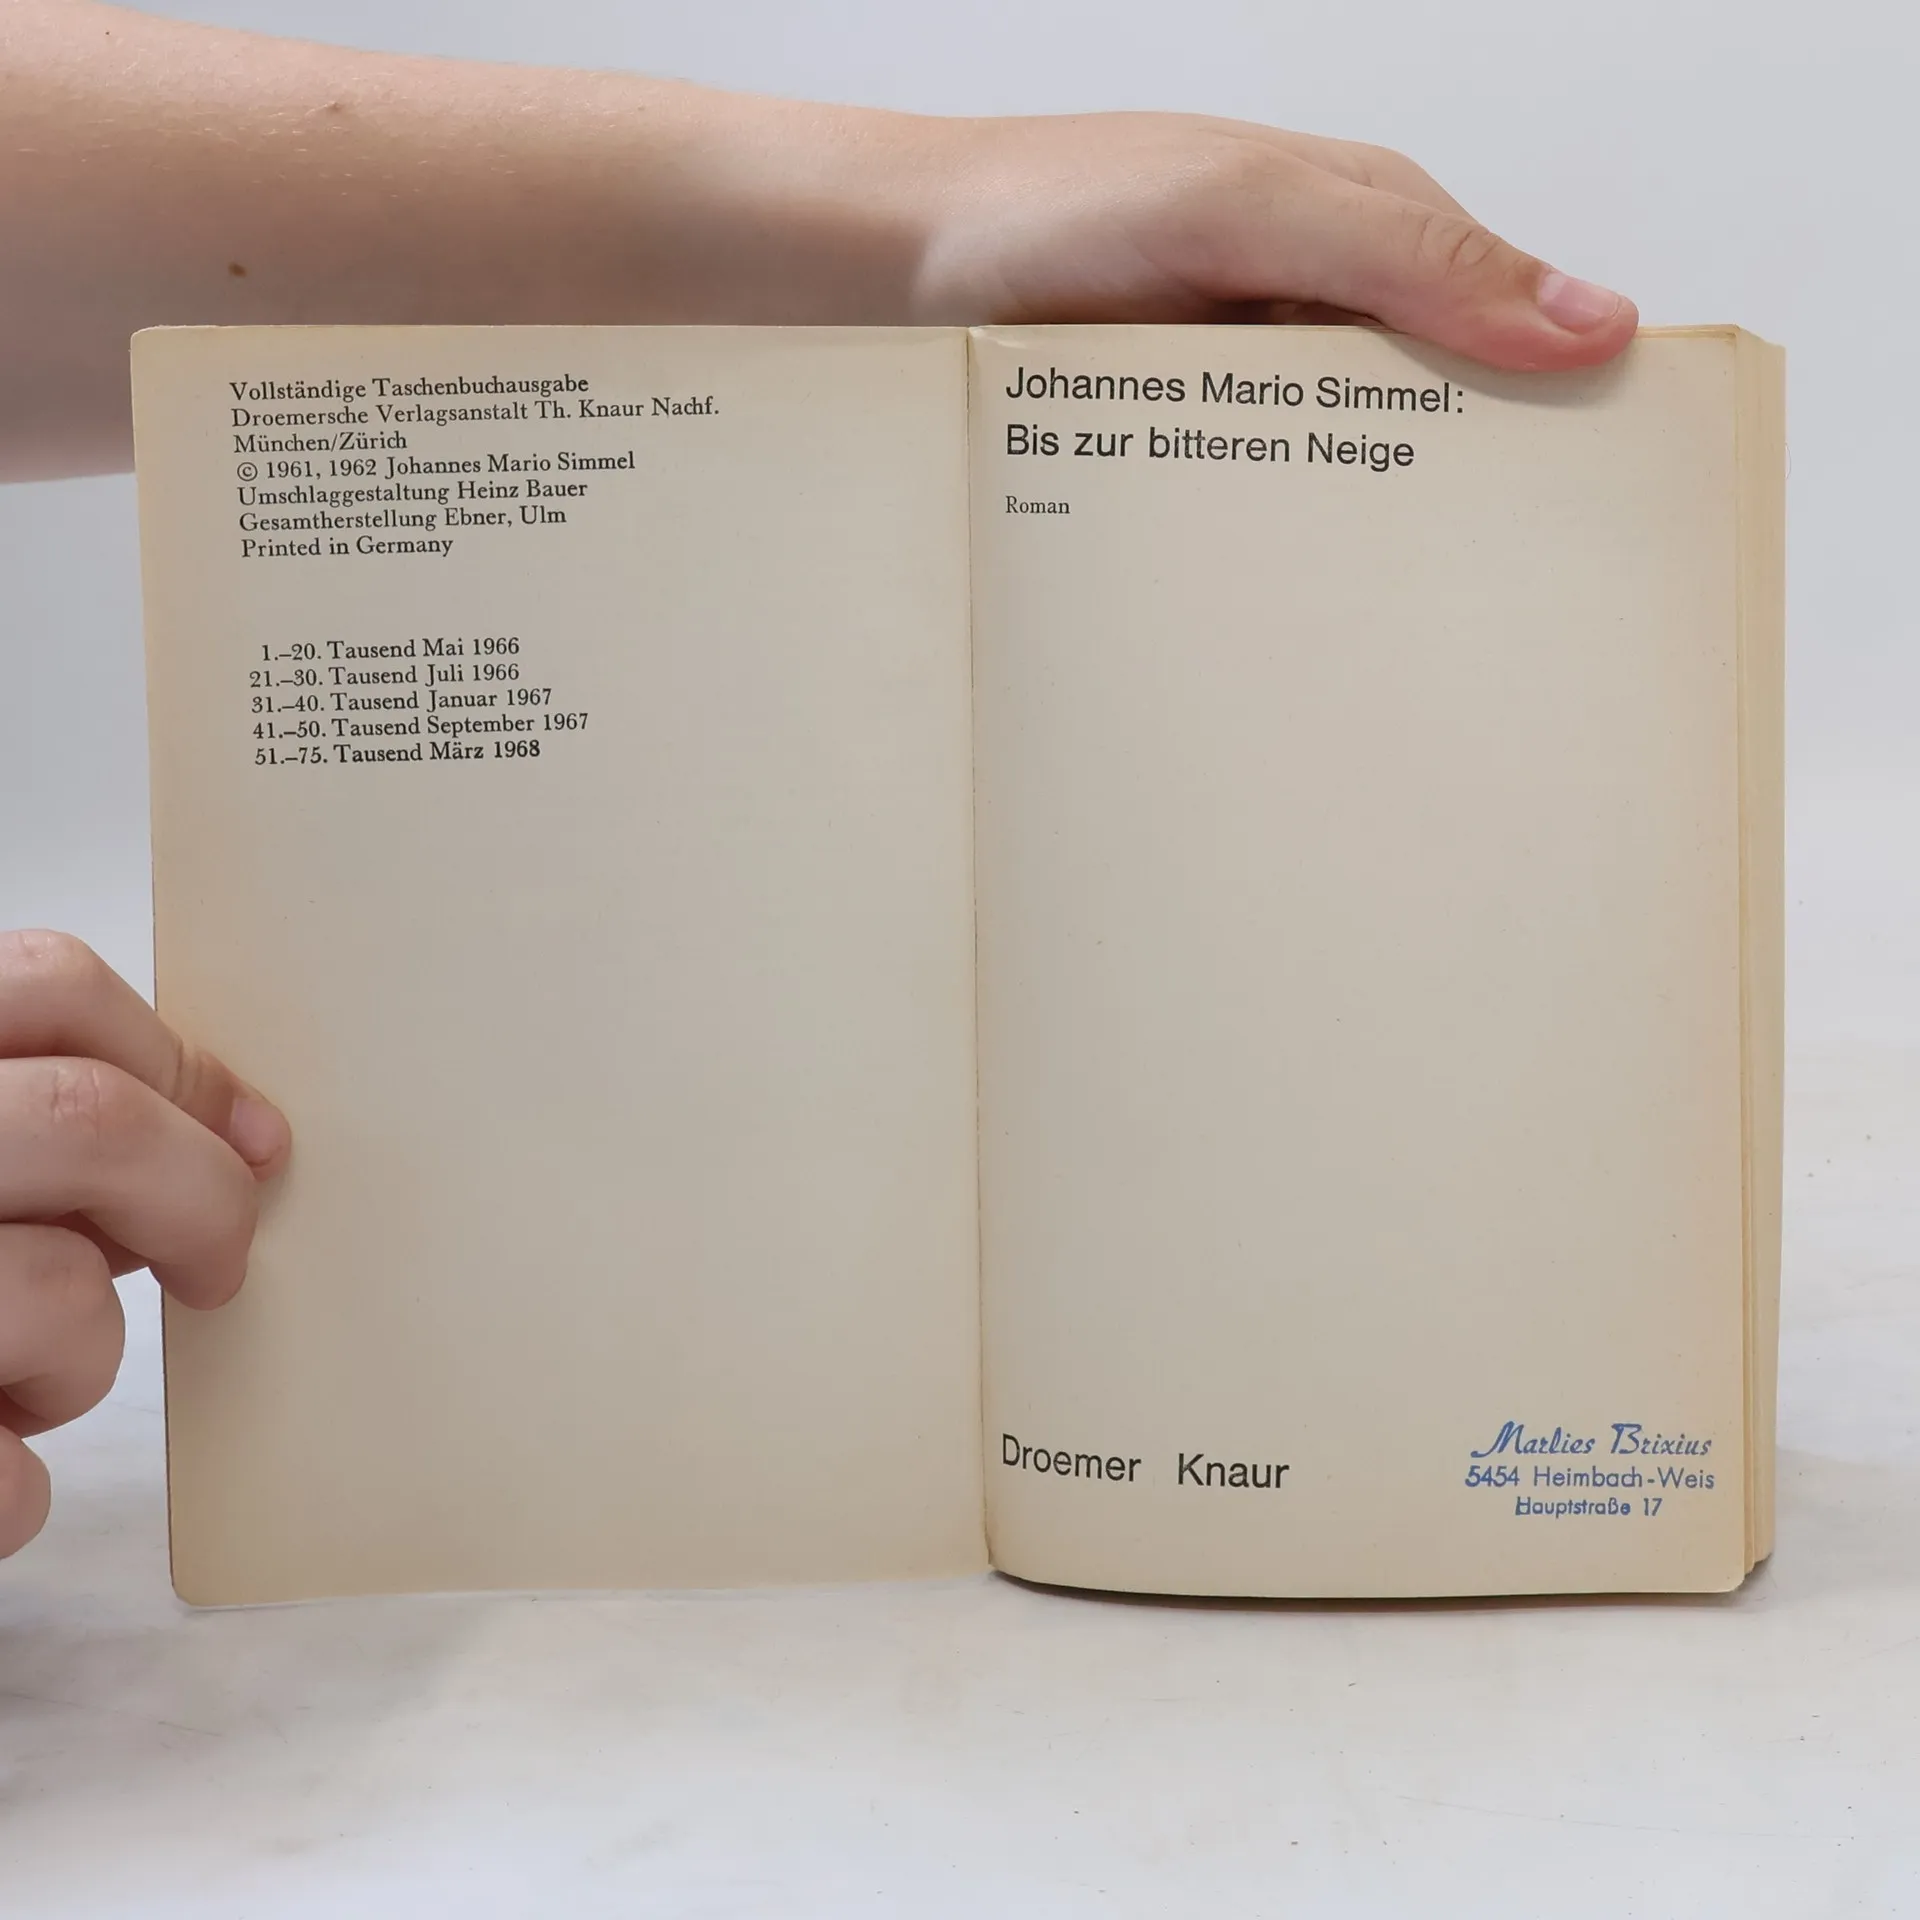 Vollständige Taschenbuchausgabe
Droemersche Verlagsanstalt Th. Knaur Nachf.
München/Zürich
© 1961, 1962 Johannes Mario Simmel
Umschlaggestaltung Heinz Bauer
Gesamtherstellung Ebner, Ulm
Printed in Germany
1.–20. Tausend Mai 1966
21.–30. Tausend Juli 1966
31.–40. Tausend Januar 1967
41.–50. Tausend September 1967
51.–75. Tausend März 1968
Johannes Mario Simmel:
Bis zur bitteren Neige
Roman
Droemer Knaur
Marlies Brixius
5454 Heimbach-Weis
Hauptstraße 17